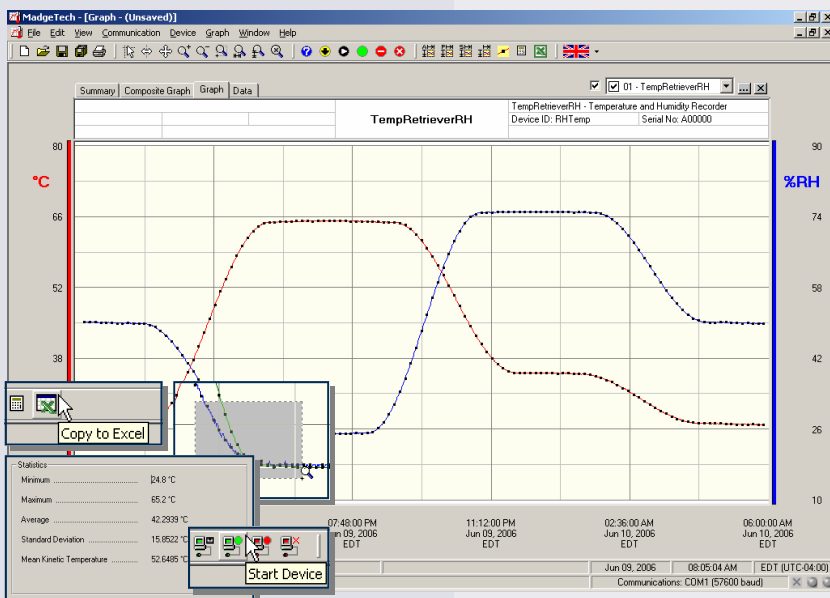 MadgeTech - [Graph - (Unsaved)]
File Edit View Communication Device Graph Window Help
Summary Composite Graph Graph Data
01 - TempRetrieverRH ...
TempRetrieverRH
TempRetrieverRH - Temperature and Humidity Recorder
Device ID: RHTemp Serial No: A00000
80 90
°C %RH
66 74
52 58
38 42
26
10
Copy to Excel
Statistics
Minimum ........ 24.8 °C
Maximum ........ 65.2 °C
Average ........ 42.2939 °C
Standard Deviation ........ 15.8522 °C
Mean Kinetic Temperature ........ 52.6485 °C
Start Device
07:48:00 PM 11:12:00 PM 02:36:00 AM 06:00:00 AM
09, 2006 Jun 09, 2006 Jun 10, 2006 Jun 10, 2006
EDT EDT EDT EDT
Jun 09, 2006 08:05:04 AM EDT (UTC-04:00)
Communications: COM1 (57600 baud)